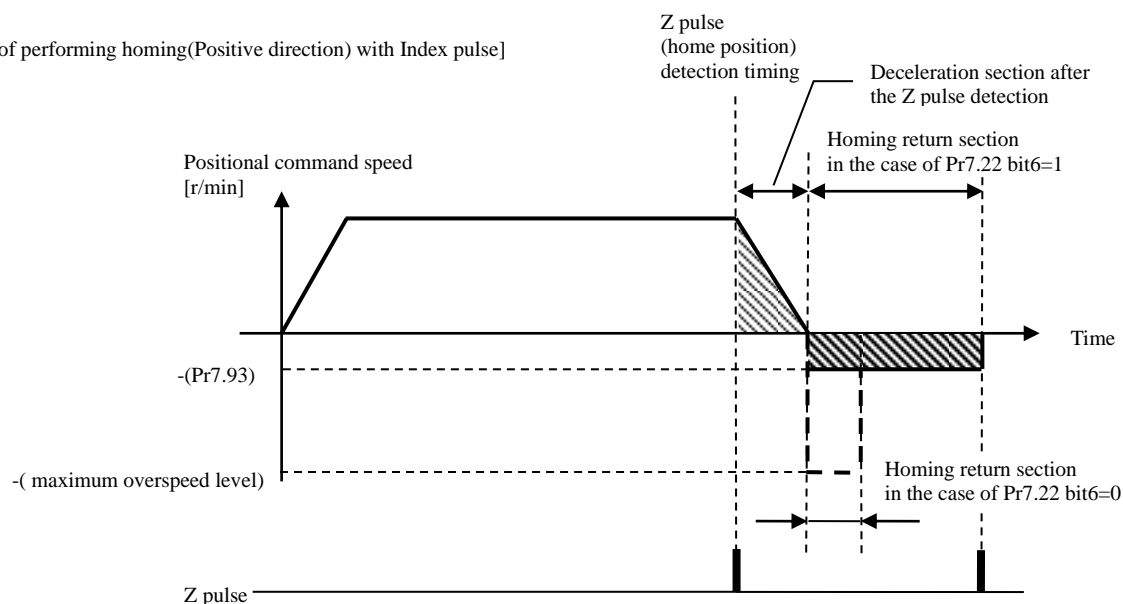 of performing homing(Positive direction) with Index pulse]
Z pulse
(home position)
detection timing
Deceleration section after
the Z pulse detection
Homing return section
in the case of Pr7.22 bit6=1
Positional command speed
[r/min]
Time
-(Pr7.93)
-( maximum overspeed level)
Homing return section
in the case of Pr7.22 bit6=0
Z pulse